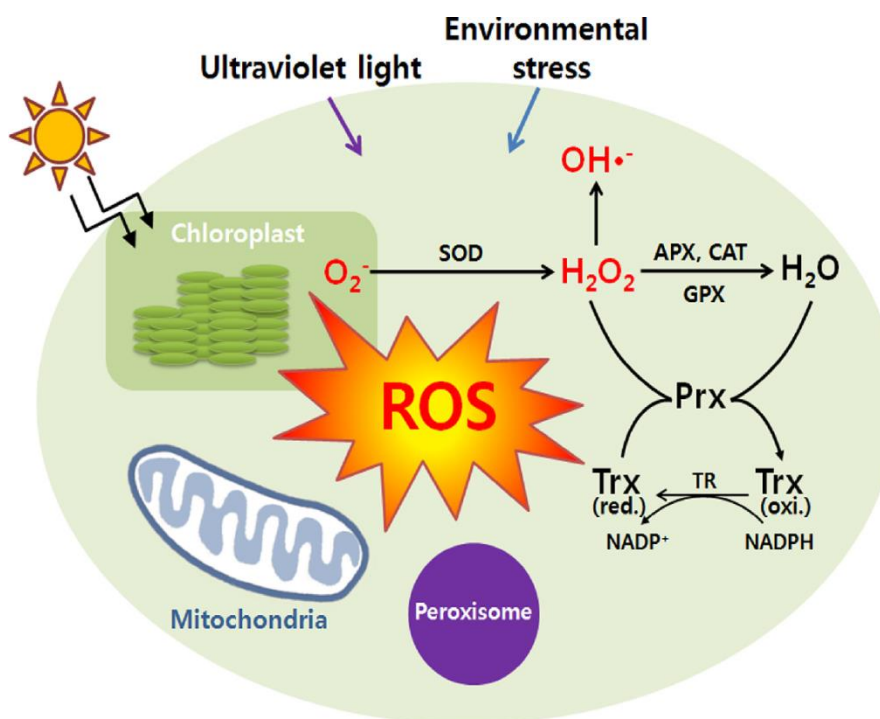 Ultraviolet light
Environmental
stress
Chloroplast
O₂⁻
SOD
OH•⁻
H₂O₂
APX, CAT
GPX
H₂O
ROS
Prx
Trx
(red.)
TR
Trx
(oxi.)
NADP⁺
NADPH
Mitochondria
Peroxisome